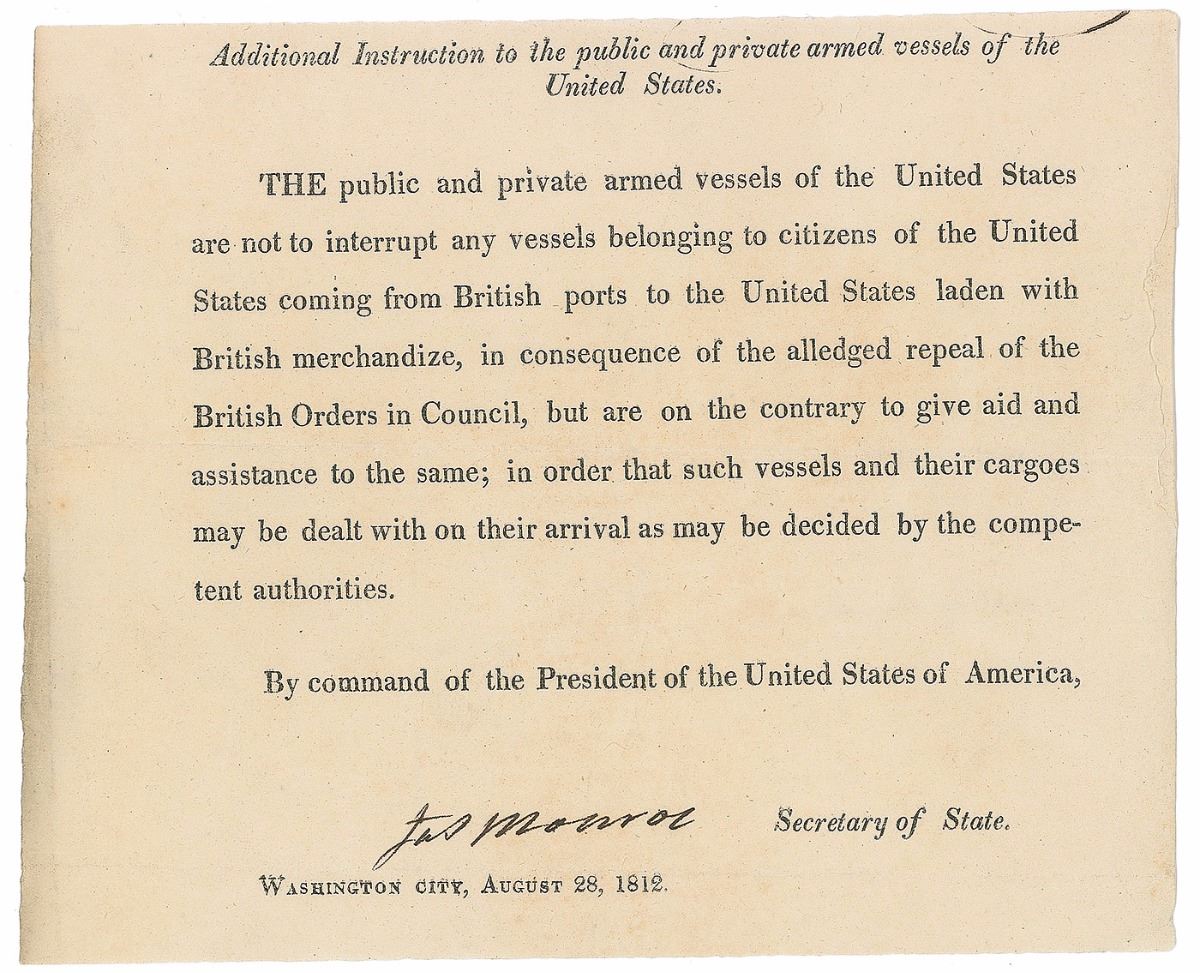 Additional Instruction to the public and private armed vessels of the
United States.
THE public and private armed vessels of the United States
are not to interrupt any vessels belonging to citizens of the United
States coming from British ports to the United States laden with
British merchandize, in consequence of the alledged repeal of the
British Orders in Council, but are on the contrary to give aid and
assistance to the same; in order that such vessels and their cargoes
may be dealt with on their arrival as may be decided by the compe-
tent authorities.
By command of the President of the United States of America,
Jas Monroe Secretary of State.
WASHINGTON CITY, AUGUST 28, 1812.